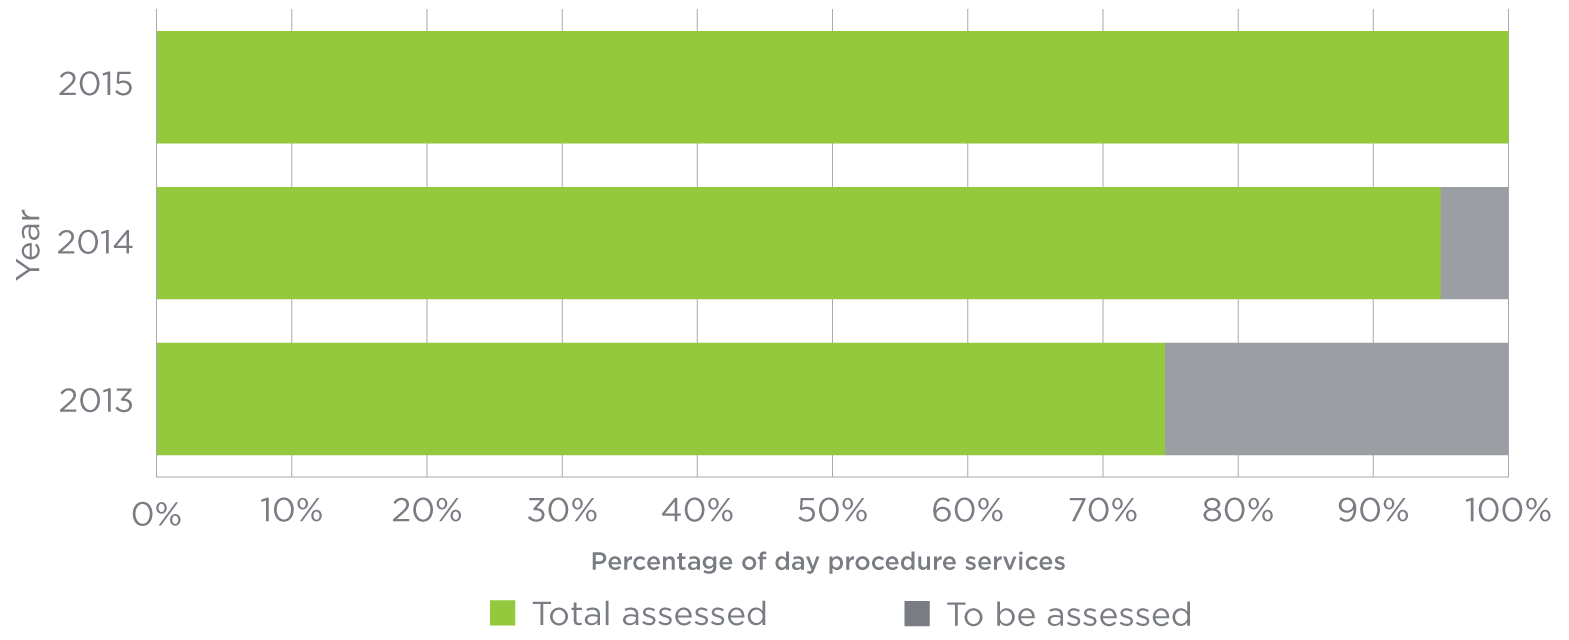 2015
2014
2013
Year
0% 10% 20% 30% 40% 50% 60% 70% 80% 90% 100%
Percentage of day procedure services
Total assessed To be assessed